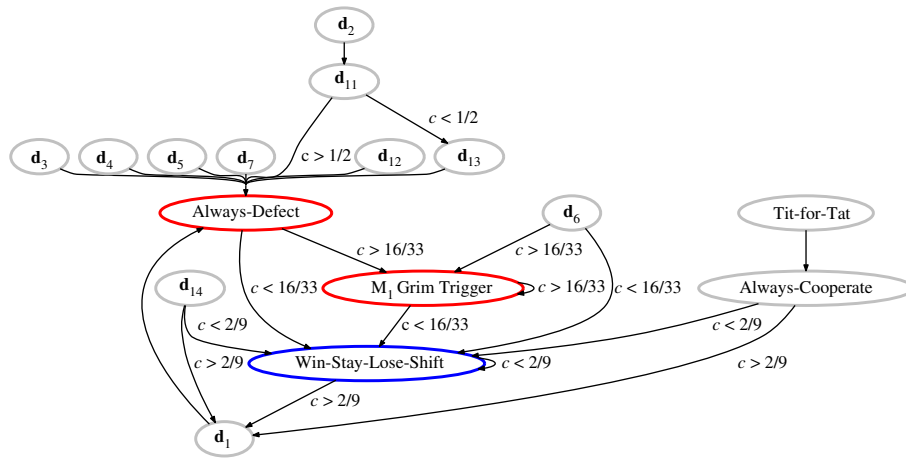 d2
d11
c < 1/2
d3 d4 d5 d7 c > 1/2 d12 d13
Always-Defect
d6
Tit-for-Tat
c > 16/33
c > 16/33
d14
c < 16/33
M1 Grim Trigger
c > 16/33
c < 16/33
Always-Cooperate
c < 2/9
c < 16/33
c < 2/9
c > 2/9
Win-Stay-Lose-Shift
c < 2/9
c > 2/9
c > 2/9
d1